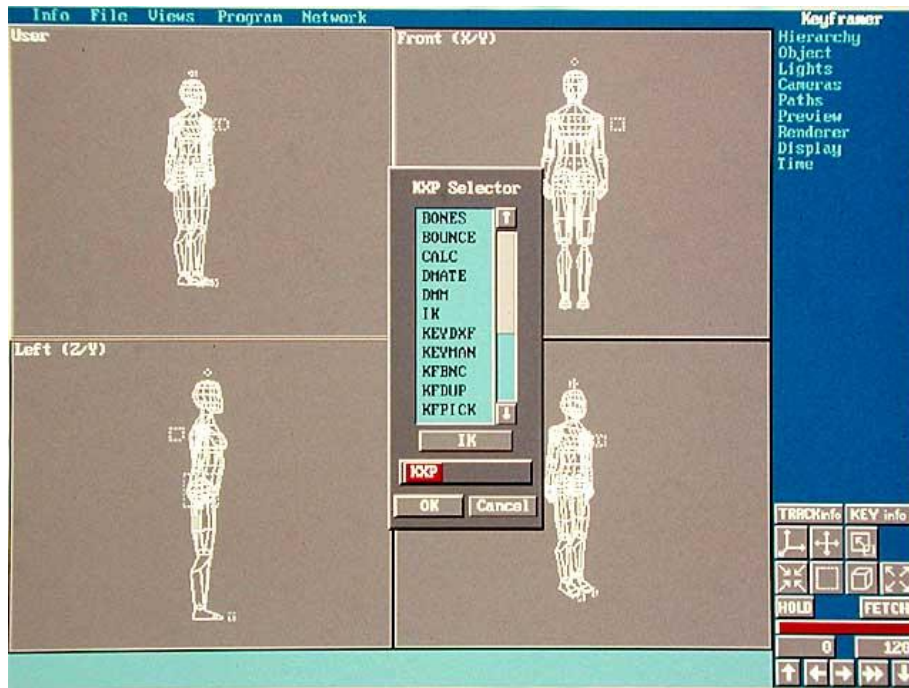 Info File Views Program Network
Keyframer
User
Front (X/Y)
Hierarchy
Object
Lights
Cameras
Paths
Preview
Renderer
Display
Time
KXP Selector
BONES
BOUNCE
CALC
DMATE
DMM
IK
KEYDXF
KEYMAN
KFBNC
KFDUP
KFPICK
IK
KXP
OK Cancel
Left (Z/Y)
TRACKinfo KEY info
HOLD FETCH
0 120